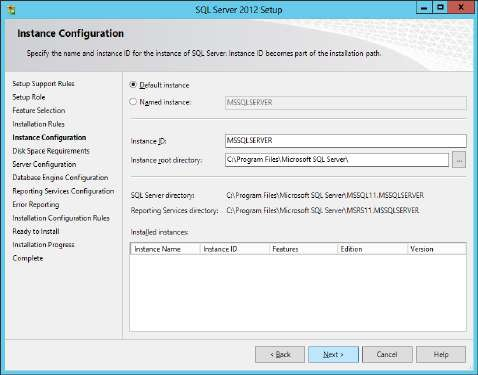 SQL Server 2012 Setup
Instance Configuration
Specify the name and instance ID for the instance of SQL Server. Instance ID becomes part of the installation path.
Setup Support Rules
Setup Role
Feature Selection
Installation Rules
Instance Configuration
Disk Space Requirements
Server Configuration
Database Engine Configuration
Reporting Services Configuration
Error Reporting
Installation Configuration Rules
Ready to Install
Installation Progress
Complete
Default instance
Named instance: MSSQLSERVER
Instance ID: MSSQLSERVER
Instance root directory: C:\Program Files\Microsoft SQL Server\ ...
SQL Server directory: C:\Program Files\Microsoft SQL Server\MSSQL11.MSSQLSERVER
Reporting Services directory: C:\Program Files\Microsoft SQL Server\MSRS11.MSSQLSERVER
Installed instances:
Instance Name Instance ID Features Edition Version
< Back Next > Cancel Help